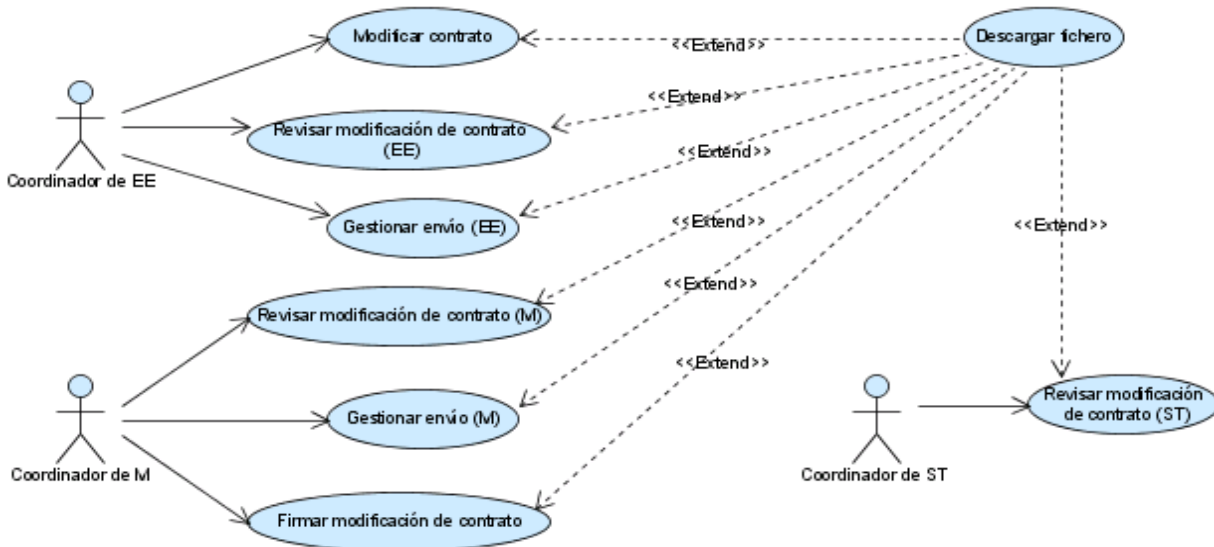 Modificar contrato
<<Extend>>
Descargar fichero
<<Extend>>
Revisar modificación de contrato
(EE)
<<Extend>>
Coordinador de EE
Gestionar envío (EE)
<<Extend>>
<<Extend>>
<<Extend>>
Revisar modificación de contrato (M)
<<Extend>>
Revisar modificación
de contrato (ST)
Gestionar envío (M)
Coordinador de M
Coordinador de ST
Firmar modificación de contrato